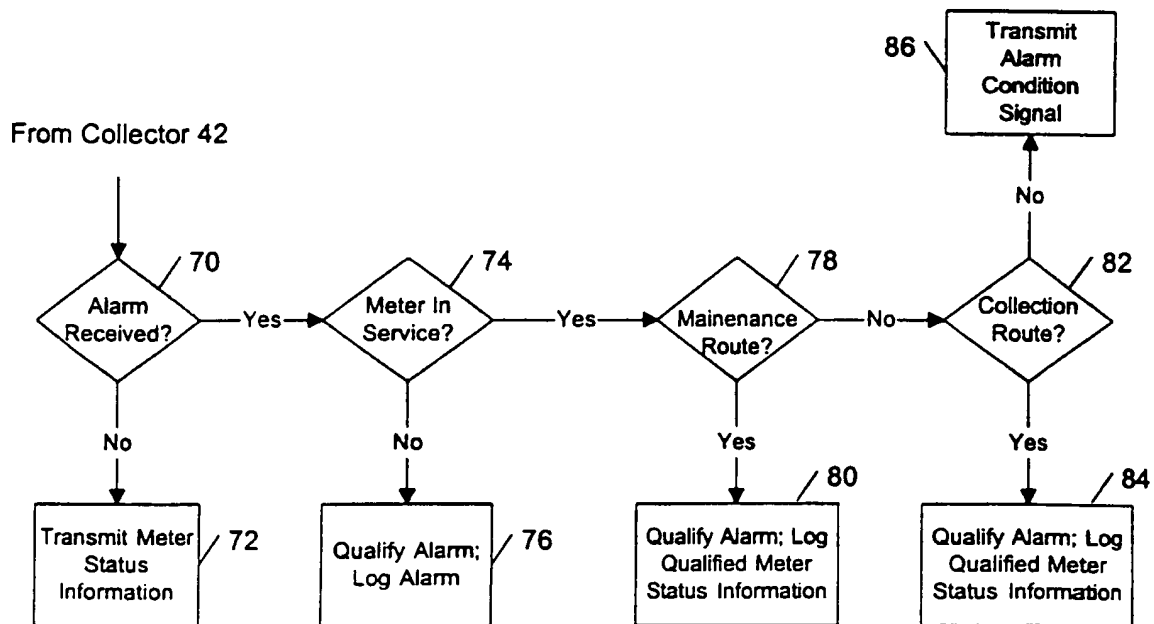 86
Transmit
Alarm
Condition
Signal
From Collector 42
No
70
74
78
82
Alarm
Received?
Yes
Meter In
Service?
Yes
Mainenance
Route?
No
Collection
Route?
No
No
Yes
Yes
80
84
Transmit Meter
Status
Information
72
Qualify Alarm;
Log Alarm
76
Qualify Alarm; Log
Qualified Meter
Status Information
Qualify Alarm; Log
Qualified Meter
Status Information